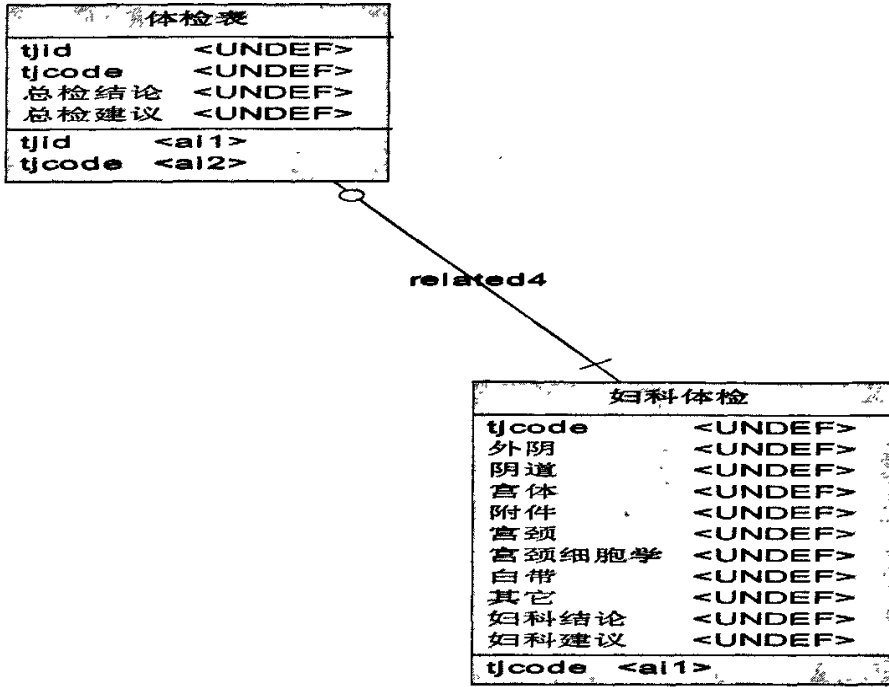 体检表
tjid <UNDEF>
tjcode <UNDEF>
总检结论 <UNDEF>
总检建议 <UNDEF>
tjid <ai1>
tjcode <ai2>
related4
妇科体检
tjcode <UNDEF>
外阴 <UNDEF>
阴道 <UNDEF>
宫体 <UNDEF>
附件 <UNDEF>
宫颈 <UNDEF>
宫颈细胞学 <UNDEF>
白带 <UNDEF>
其它 <UNDEF>
妇科结论 <UNDEF>
妇科建议 <UNDEF>
tjcode <ai1>